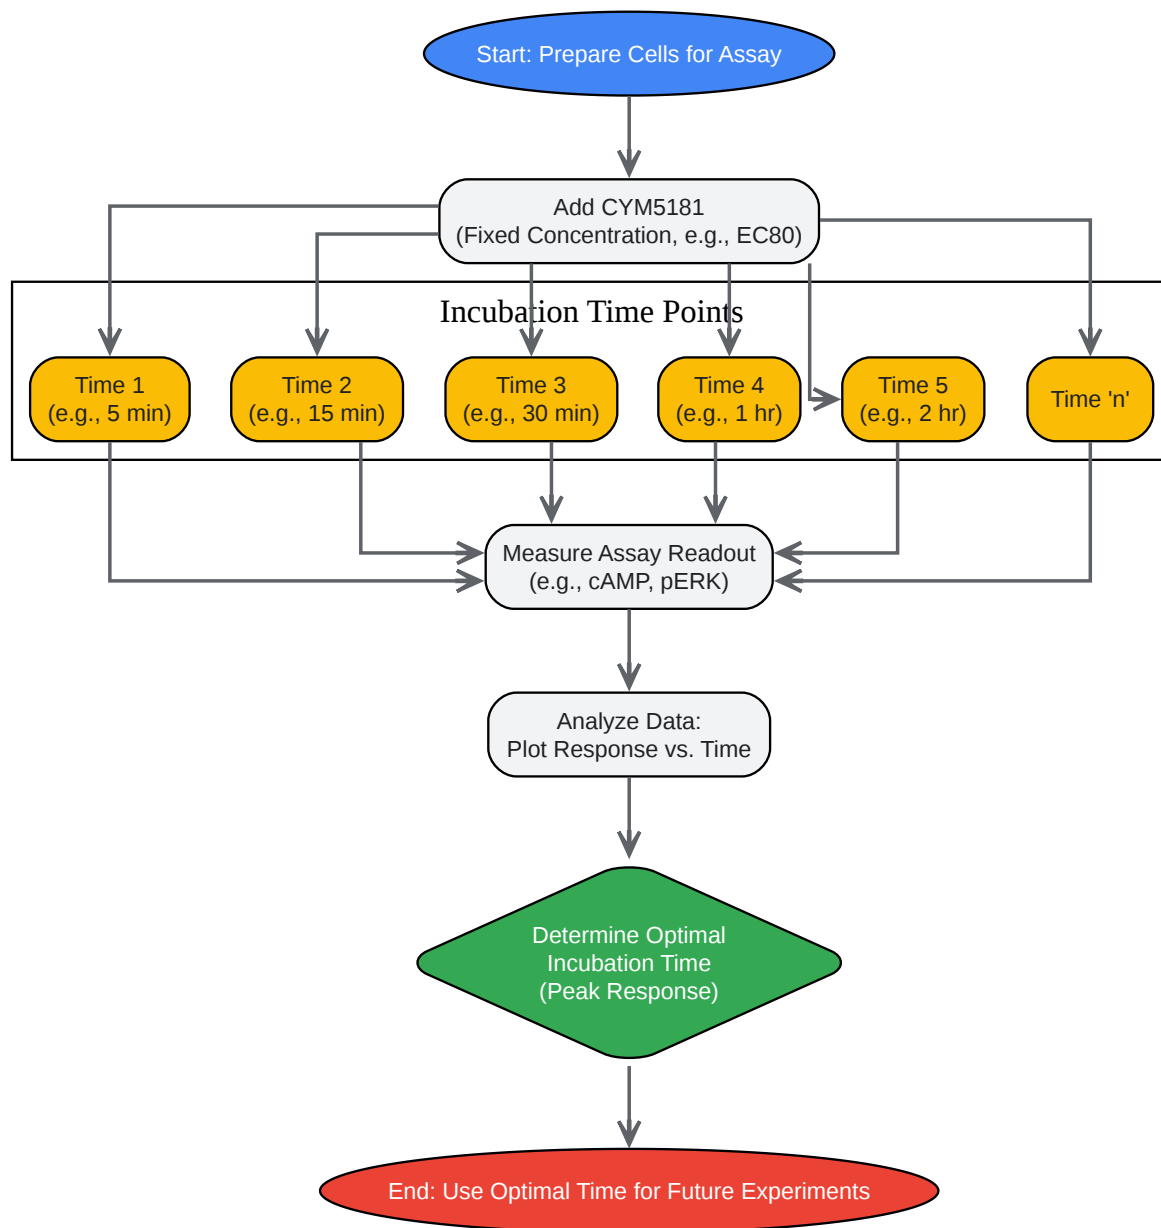 Start: Prepare Cells for Assay
Add CYM5181
(Fixed Concentration, e.g., EC80)
Incubation Time Points
Time 1
(e.g., 5 min)
Time 2
(e.g., 15 min)
Time 3
(e.g., 30 min)
Time 4
(e.g., 1 hr)
Time 5
(e.g., 2 hr)
Time 'n'
Measure Assay Readout
(e.g., cAMP, pERK)
Analyze Data:
Plot Response vs. Time
Determine Optimal
Incubation Time
(Peak Response)
End: Use Optimal Time for Future Experiments